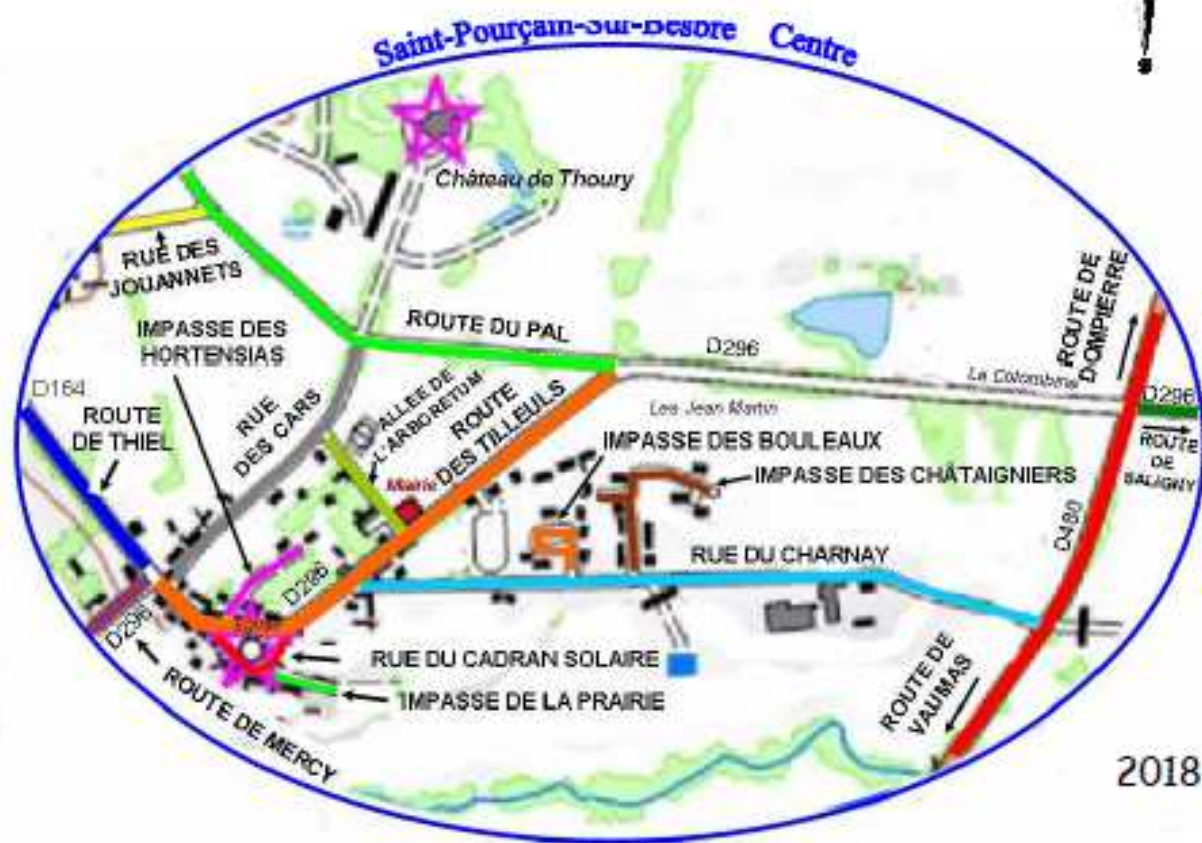 Saint-Pourçain-Sur-Besbre Centre
Château de Thoury
RUE DES
JOUANNETS
IMPASSE DES
HORTENSIAS
ROUTE DU PAL
D296
ROUTE DE
DOMPIERRE
La Colombine
D296
D164
ROUTE
DE THIEL
RUE
DES CARS
ALLEE DE
L'ARBORETUM
ROUTE
DES TILLEULS
Les Jean Martin
ROUTE
DE
SALIGNY
IMPASSE DES BOULEAUX
Mairie
IMPASSE DES CHÂTAIGNIERS
D480
RUE DU CHARNAY
D296
D296
RUE DU CADRAN SOLAIRE
ROUTE DE
VAUMAS
IMPASSE DE LA PRAIRIE
ROUTE DE MERCY
2018